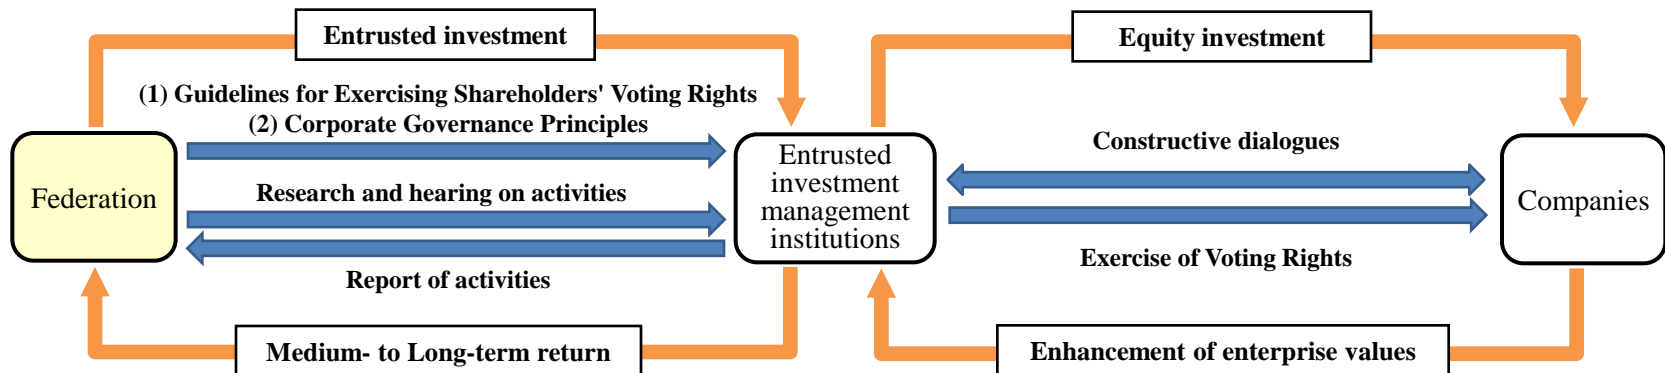 Entrusted investment
Equity investment
(1) Guidelines for Exercising Shareholders' Voting Rights
(2) Corporate Governance Principles
Federation
Research and hearing on activities
Report of activities
Entrusted
investment
management
institutions
Constructive dialogues
Exercise of Voting Rights
Companies
Medium- to Long-term return
Enhancement of enterprise values